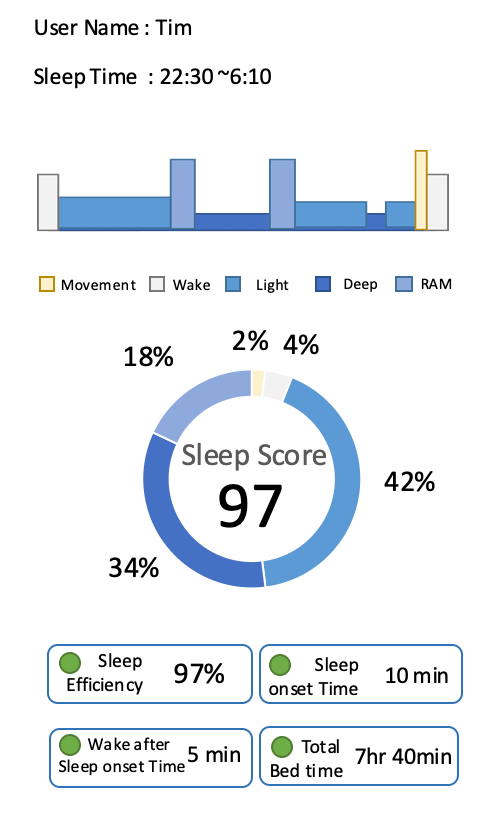 User Name : Tim
Sleep Time : 22:30 ~6:10
Movement Wake Light Deep RAM
18% 2% 4%
Sleep Score
97
42%
34%
Sleep
Efficiency 97%
Sleep
onset Time 10 min
Wake after
Sleep onset Time 5 min
Total
Bed time 7hr 40min